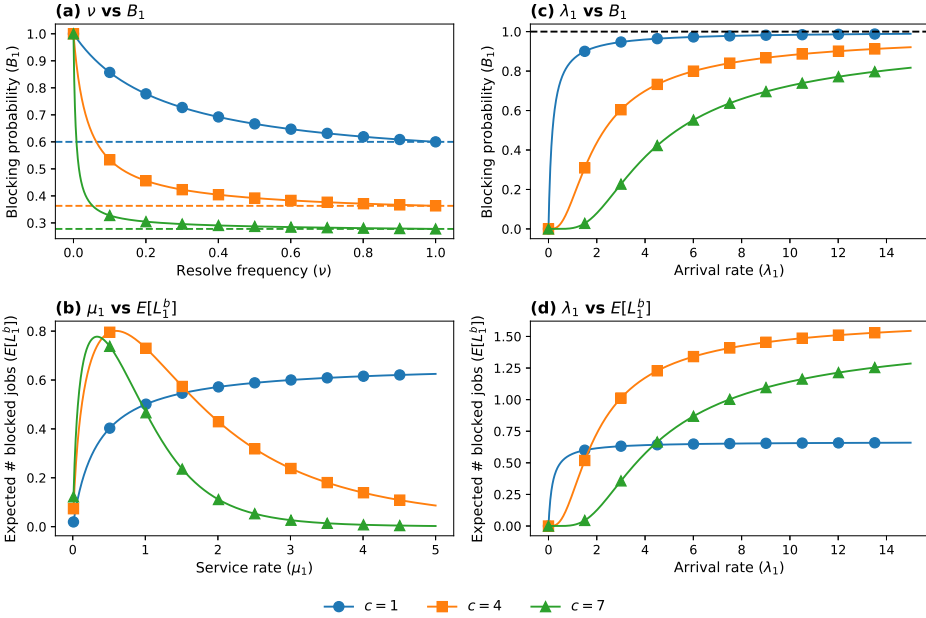 (a) ν vs B₁
Blocking probability (B₁)
1.0
0.9
0.8
0.7
0.6
0.5
0.4
0.3
0.0 0.2 0.4 0.6 0.8 1.0
Resolve frequency (ν)
(c) λ₁ vs B₁
Blocking probability (B₁)
1.0
0.8
0.6
0.4
0.2
0.0
0 2 4 6 8 10 12 14
Arrival rate (λ₁)
(b) μ₁ vs E[L₁ᵇ]
Expected # blocked jobs (E[L₁ᵇ])
0.8
0.6
0.4
0.2
0.0
0 1 2 3 4 5
Service rate (μ₁)
(d) λ₁ vs E[L₁ᵇ]
Expected # blocked jobs (E[L₁ᵇ])
1.50
1.25
1.00
0.75
0.50
0.25
0.00
0 2 4 6 8 10 12 14
Arrival rate (λ₁)
c = 1 c = 4 c = 7